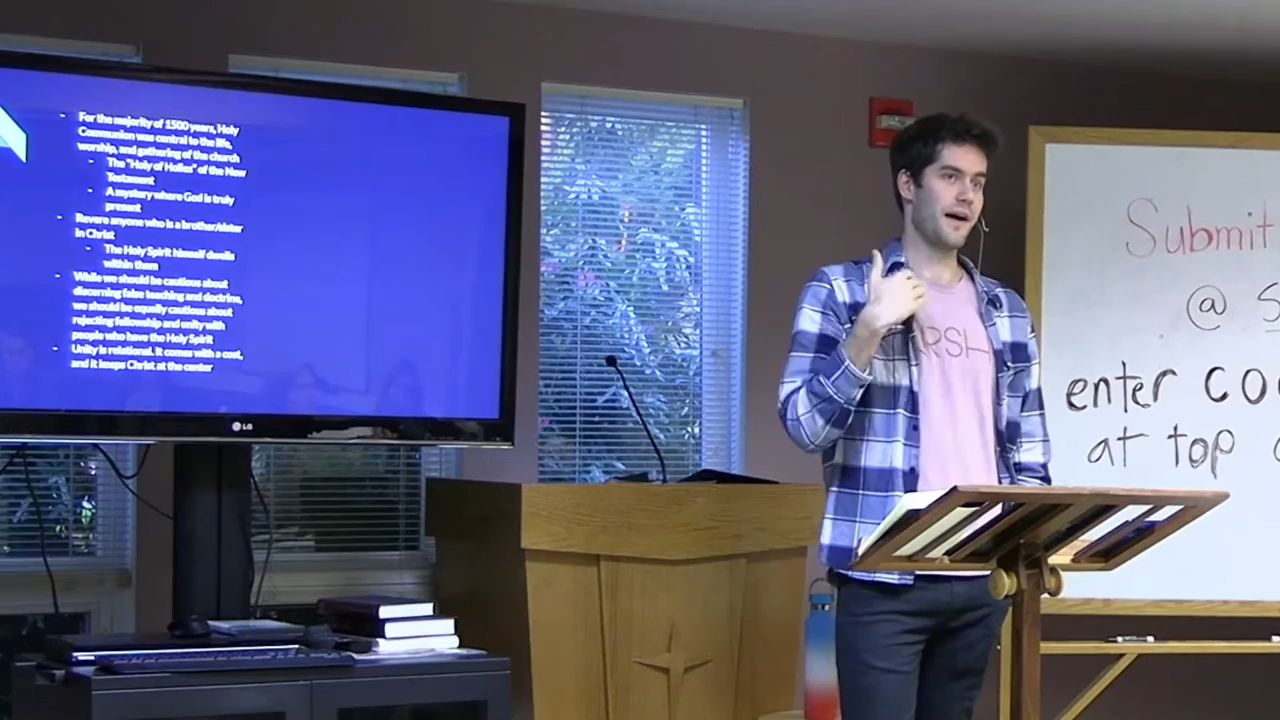 - For the majority of 1500 years, Holy
Communion was central to the life,
worship, and gathering of the church
- The "Holy of Holies" of the New
Testament
- A mystery where God is truly
present
- Revere anyone who is a brother/sister
in Christ
- The Holy Spirit himself dwells
within them
- While we should be cautious about
discerning false teaching and doctrine,
we should be equally cautious about
rejecting fellowship and unity with
people who have the Holy Spirit
- Unity is relational. It comes with a cost,
and it keeps Christ at the center
LG
ARSH
Submit
@ S
enter co
at top